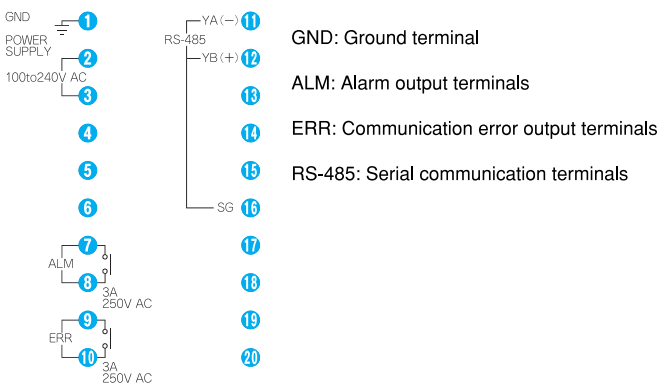 GND
1
POWER
SUPPLY
2
100to240V AC
3
4
5
6
7
ALM
8
3A
250V AC
9
ERR
10
3A
250V AC
YA(−) 11
RS-485
YB(+) 12
13
14
15
SG 16
17
18
19
20
GND: Ground terminal
ALM: Alarm output terminals
ERR: Communication error output terminals
RS-485: Serial communication terminals